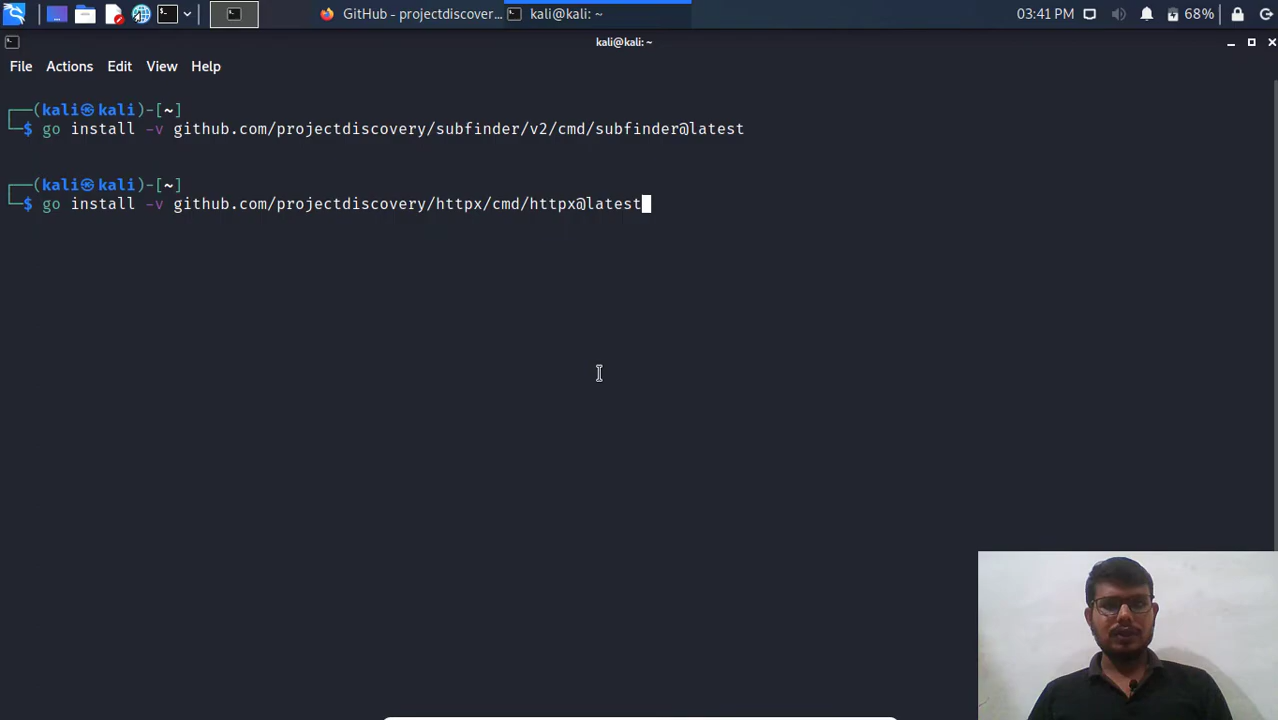 GitHub - projectdiscover...
kali@kali: ~
03:41 PM
68%
kali@kali: ~
File Actions Edit View Help
┌──(kali㉿kali)-[~]
└─$ go install -v github.com/projectdiscovery/subfinder/v2/cmd/subfinder@latest
┌──(kali㉿kali)-[~]
└─$ go install -v github.com/projectdiscovery/httpx/cmd/httpx@latest